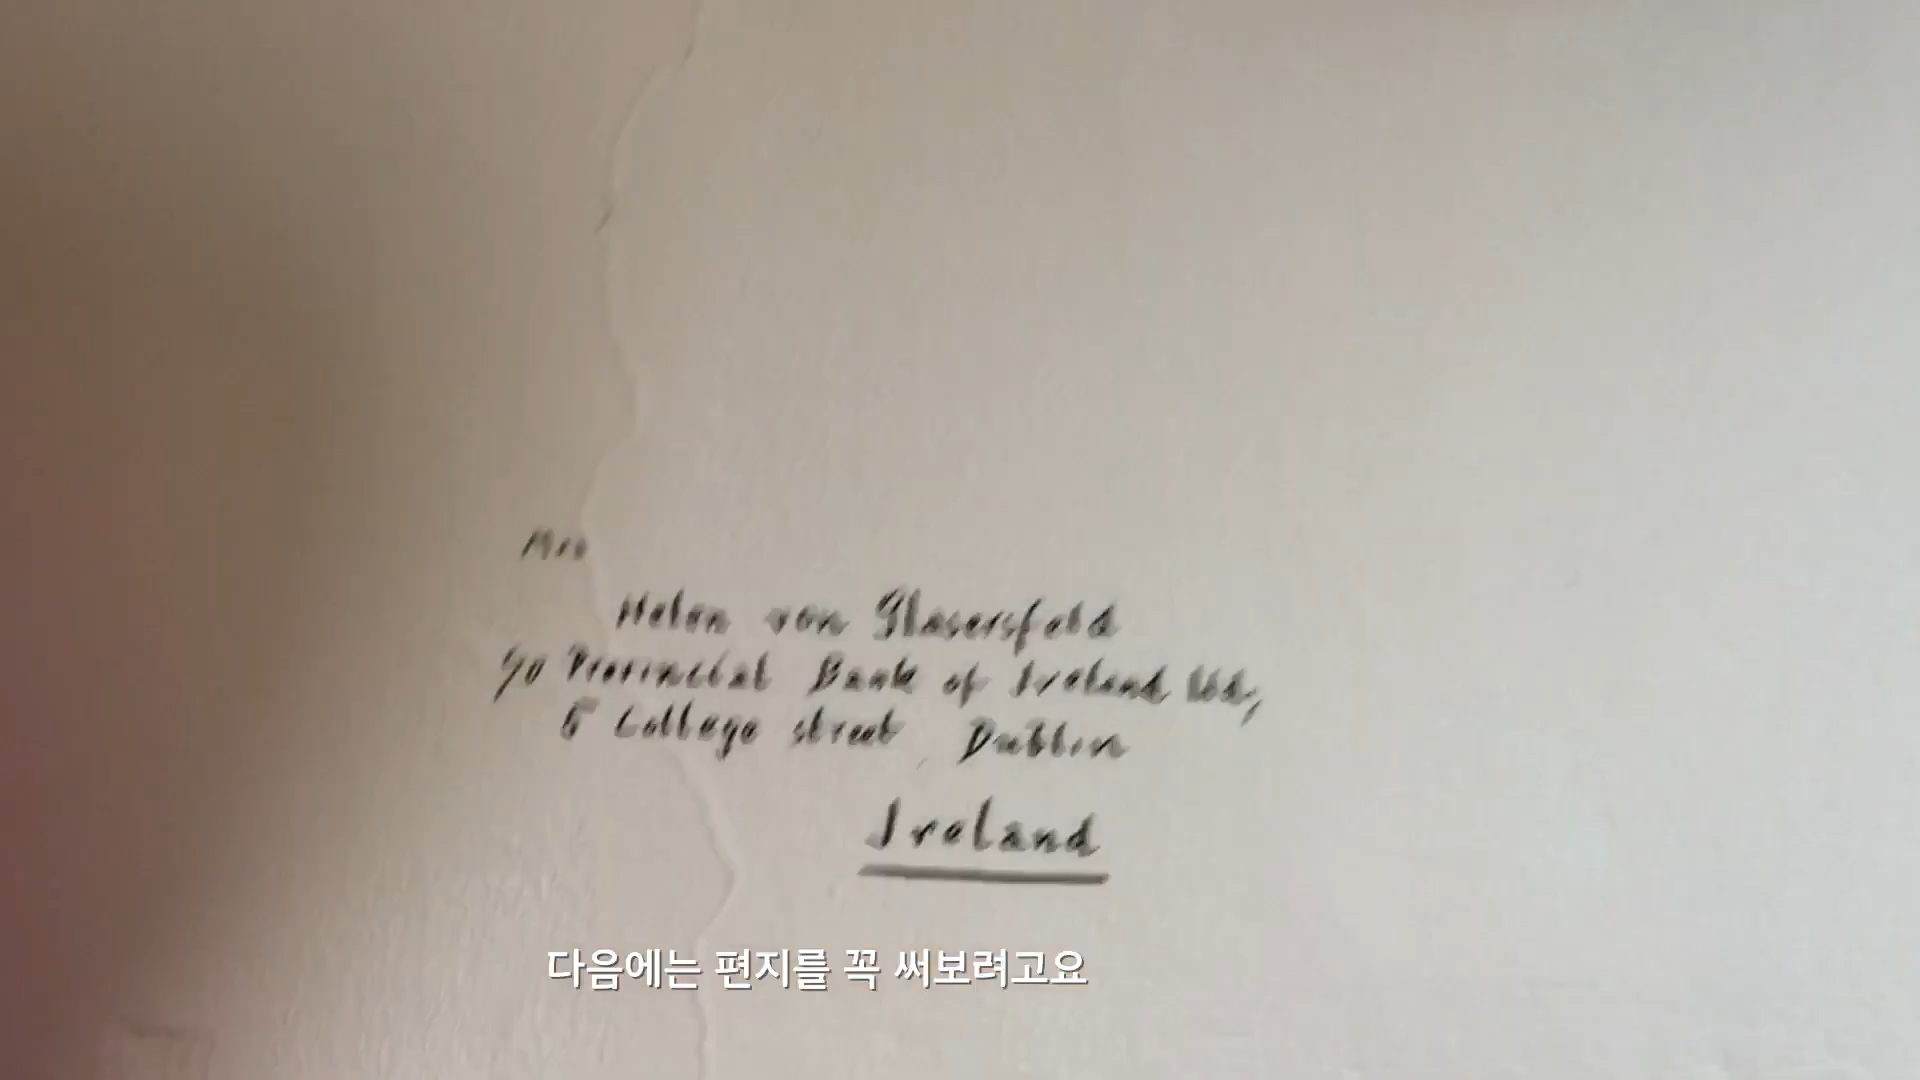 Mrs
Helen von Glasersfeld
c/o Provincial Bank of Ireland Ltd,
5 College street, Dublin
Ireland
다음에는 편지를 꼭 써보려고요